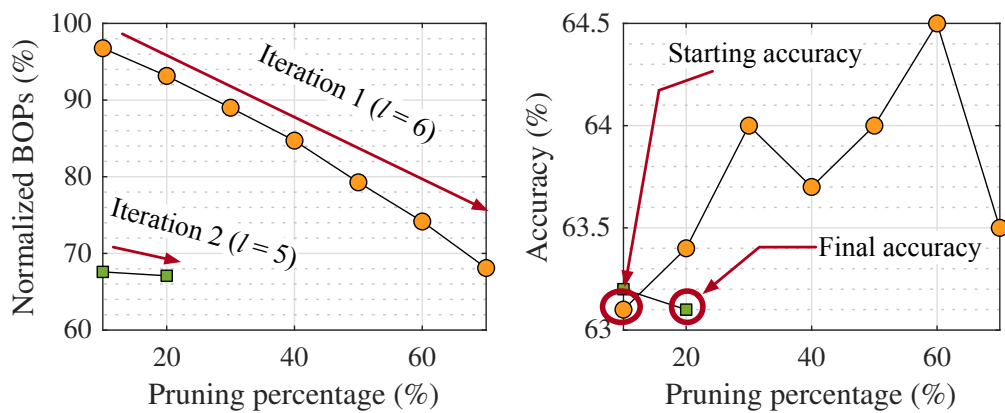 100
90
80
70
60
20
40
60
Normalized BOPs (%)
Pruning percentage (%)
Iteration 1 (l = 6)
Iteration 2 (l = 5)
64.5
64
63.5
63
20
40
60
Accuracy (%)
Pruning percentage (%)
Starting accuracy
Final accuracy